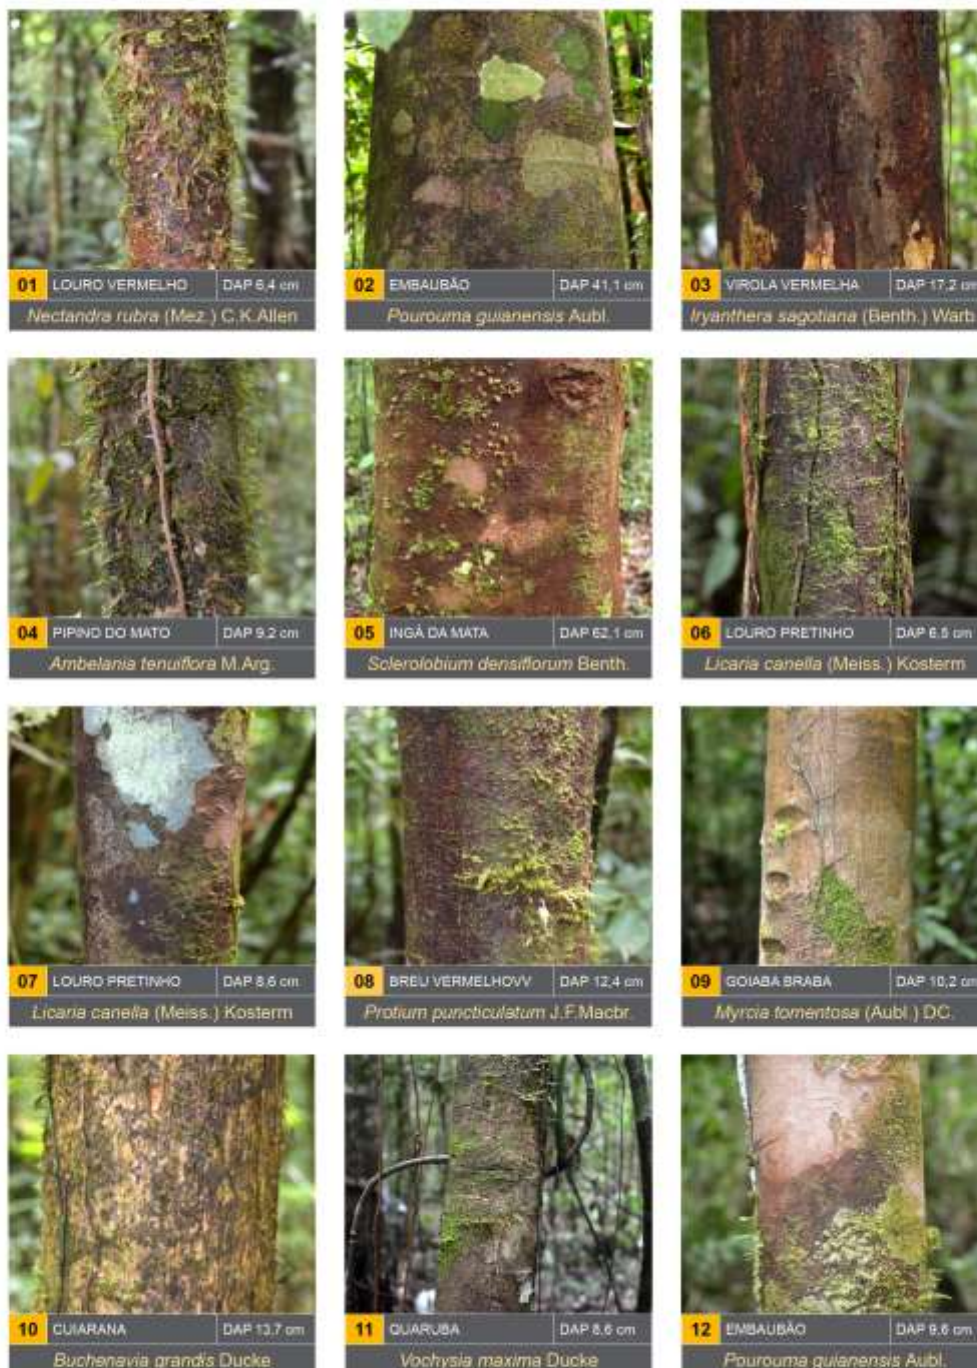 01 LOURO VERMELHO DAP 6,4 cm
Nectandra rubra (Mez.) C.K.Allen
02 EMBAUBÃO DAP 41,1 cm
Pourouma guianensis Aubl.
03 VIROLA VERMELHA DAP 17,2 cm
Iryanthera sagotiana (Benth.) Warb
04 PIPINO DO MATO DAP 9,2 cm
Ambelania tenuiflora M.Arg.
05 INGÁ DA MATA DAP 62,1 cm
Sclerolobium densiflorum Benth.
06 LOURO PRETINHO DAP 6,5 cm
Licaria canella (Meiss.) Kosterm
07 LOURO PRETINHO DAP 8,6 cm
Licaria canella (Meiss.) Kosterm
08 BREU VERMELHOVV DAP 12,4 cm
Protium puncticulatum J.F.Macbr.
09 GOIABA BRABA DAP 10,2 cm
Myrcia tomentosa (Aubl.) DC.
10 CUIARANA DAP 13,7 cm
Buchenavia grandis Ducke
11 QUARUBA DAP 8,6 cm
Vochysia maxima Ducke
12 EMBAUBÃO DAP 9,6 cm
Pourouma guianensis Aubl.